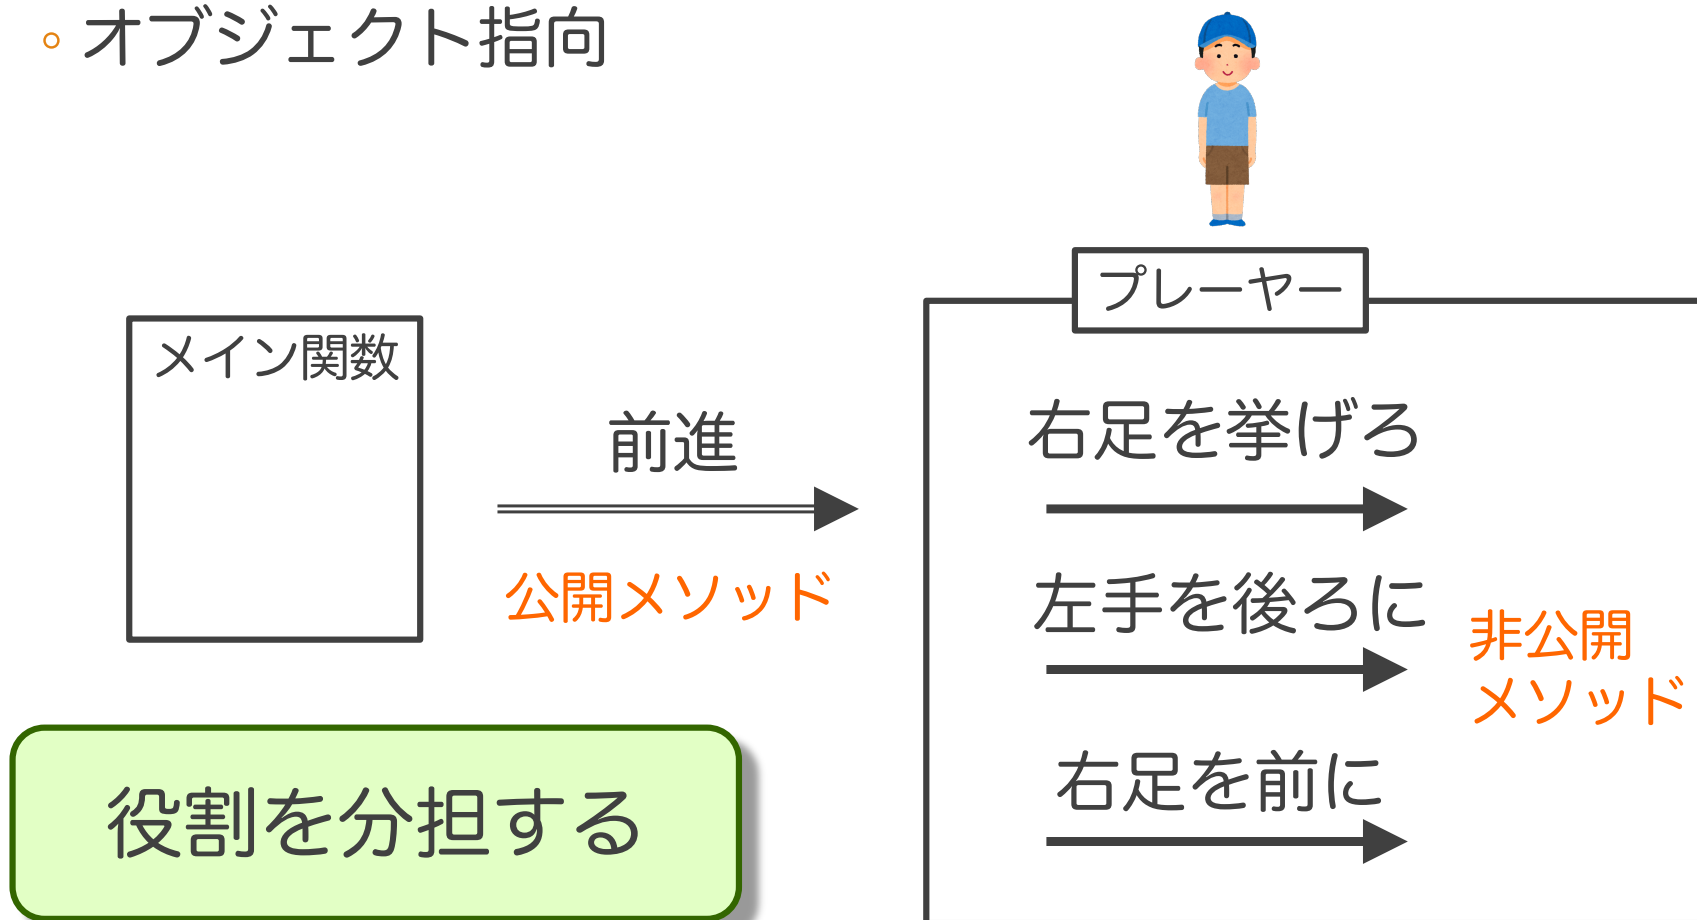 オブジェクト指向
プレーヤー
メイン関数
前進
公開メソッド
右足を挙げろ
左手を後ろに
右足を前に
非公開
メソッド
役割を分担する